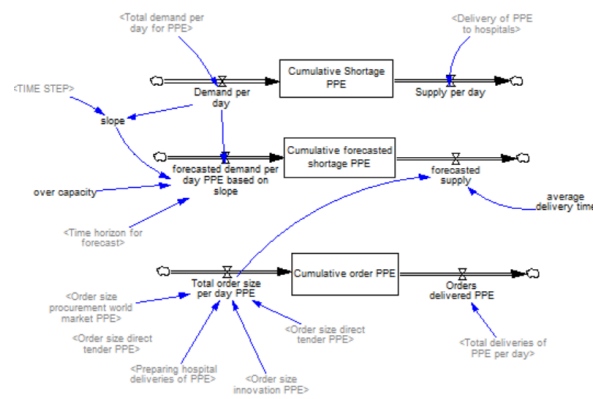 <Total demand per
day for PPE>
<Delivery of PPE
to hospitals>
Cumulative Shortage
PPE
<TIME STEP>
Demand per
day
Supply per day
slope
Cumulative forecasted
shortage PPE
forecasted demand per
day PPE based on
slope
forecasted
supply
over capacity
average
delivery time
<Time horizon for
forecast>
Cumulative order PPE
Total order size
per day PPE
Orders
delivered PPE
<Order size
procurement world
market PPE>
<Order size direct
tender PPE>
<Order size direct
tender PPE>
<Total deliveries of
PPE per day>
<Preparing hospital
deliveries of PPE>
<Order size
innovation PPE>